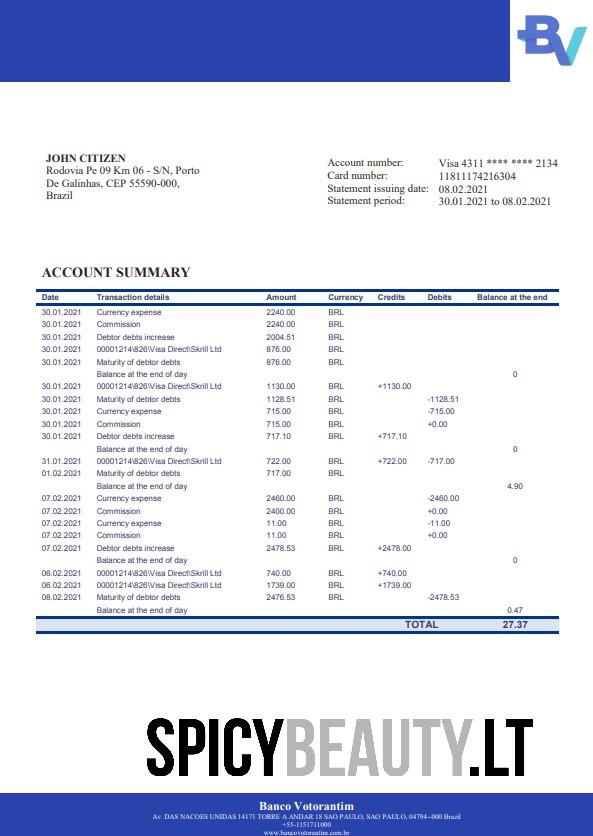 BV
JOHN CITIZEN
Rodovia Pe 09 Km 06 - S/N, Porto
De Galinhas, CEP 55590-000,
Brazil
Account number: Visa 4311 **** **** 2134
Card number: 11811174216304
Statement issuing date: 08.02.2021
Statement period: 30.01.2021 to 08.02.2021
ACCOUNT SUMMARY
Date Transaction details Amount Currency Credits Debits Balance at the end
30.01.2021 Currency expense 2240.00 BRL
30.01.2021 Commission 2240.00 BRL
30.01.2021 Debtor debts increase 2004.51 BRL
30.01.2021 00001214\826\Visa Direct\Skrill Ltd 876.00 BRL
30.01.2021 Maturity of debtor debts 876.00 BRL
Balance at the end of day 0
30.01.2021 00001214\826\Visa Direct\Skrill Ltd 1130.00 BRL +1130.00
30.01.2021 Maturity of debtor debts 1128.51 BRL -1128.51
30.01.2021 Currency expense 715.00 BRL -715.00
30.01.2021 Commission 715.00 BRL +0.00
30.01.2021 Debtor debts increase 717.10 BRL +717.10
Balance at the end of day 0
31.01.2021 00001214\826\Visa Direct\Skrill Ltd 722.00 BRL +722.00 -717.00
01.02.2021 Maturity of debtor debts 717.00 BRL
Balance at the end of day 4.90
07.02.2021 Currency expense 2460.00 BRL -2460.00
07.02.2021 Commission 2400.00 BRL +0.00
07.02.2021 Currency expense 11.00 BRL -11.00
07.02.2021 Commission 11.00 BRL +0.00
07.02.2021 Debtor debts increase 2478.53 BRL +2478.00
Balance at the end of day 0
06.02.2021 00001214\826\Visa Direct\Skrill Ltd 740.00 BRL +740.00
06.02.2021 00001214\826\Visa Direct\Skrill Ltd 1739.00 BRL +1739.00
08.02.2021 Maturity of debtor debts 2476.53 BRL -2478.53
Balance at the end of day 0.47
TOTAL 27.37
SPICYBEAUTY.LT
Banco Votorantim
Av. DAS NACOES UNIDAS 14171 TORRE A ANDAR 18 SAO PAULO, SAO PAULO, 04794--000 Brazil
+55-1151711000
www.bancovotorantim.com.br